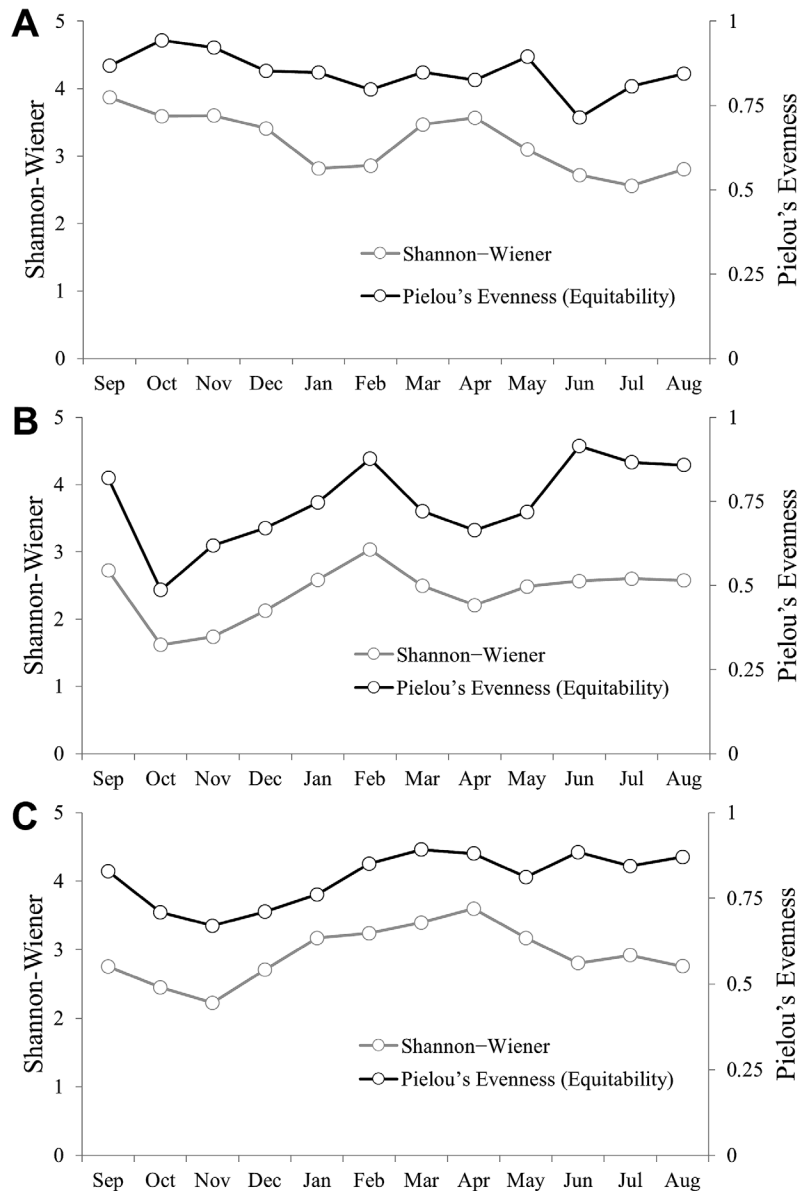 A
5
4
3
2
1
0
Shannon-Wiener
1
0.75
0.5
0.25
0
Pielou’s Evenness
Shannon−Wiener
Pielou’s Evenness (Equitability)
Sep Oct Nov Dec Jan Feb Mar Apr May Jun Jul Aug
B
5
4
3
2
1
0
Shannon-Wiener
1
0.75
0.5
0.25
0
Pielou’s Evenness
Shannon−Wiener
Pielou’s Evenness (Equitability)
Sep Oct Nov Dec Jan Feb Mar Apr May Jun Jul Aug
C
5
4
3
2
1
0
Shannon-Wiener
1
0.75
0.5
0.25
0
Pielou’s Evenness
Shannon−Wiener
Pielou’s Evenness (Equitability)
Sep Oct Nov Dec Jan Feb Mar Apr May Jun Jul Aug